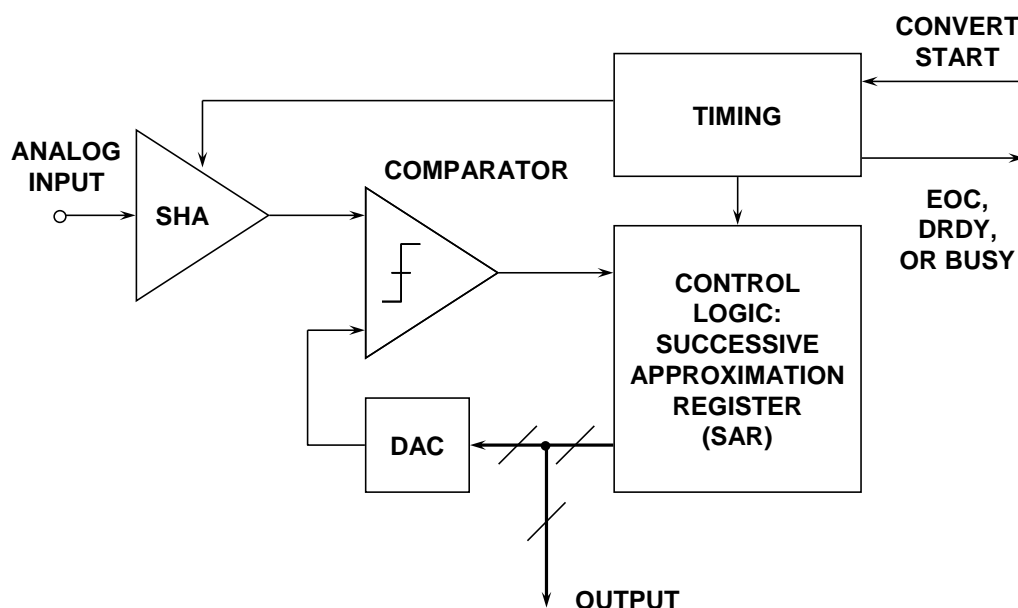 CONVERT
START
TIMING
ANALOG
INPUT
COMPARATOR
SHA
EOC,
DRDY,
OR BUSY
CONTROL
LOGIC:
SUCCESSIVE
APPROXIMATION
REGISTER
(SAR)
DAC
OUTPUT